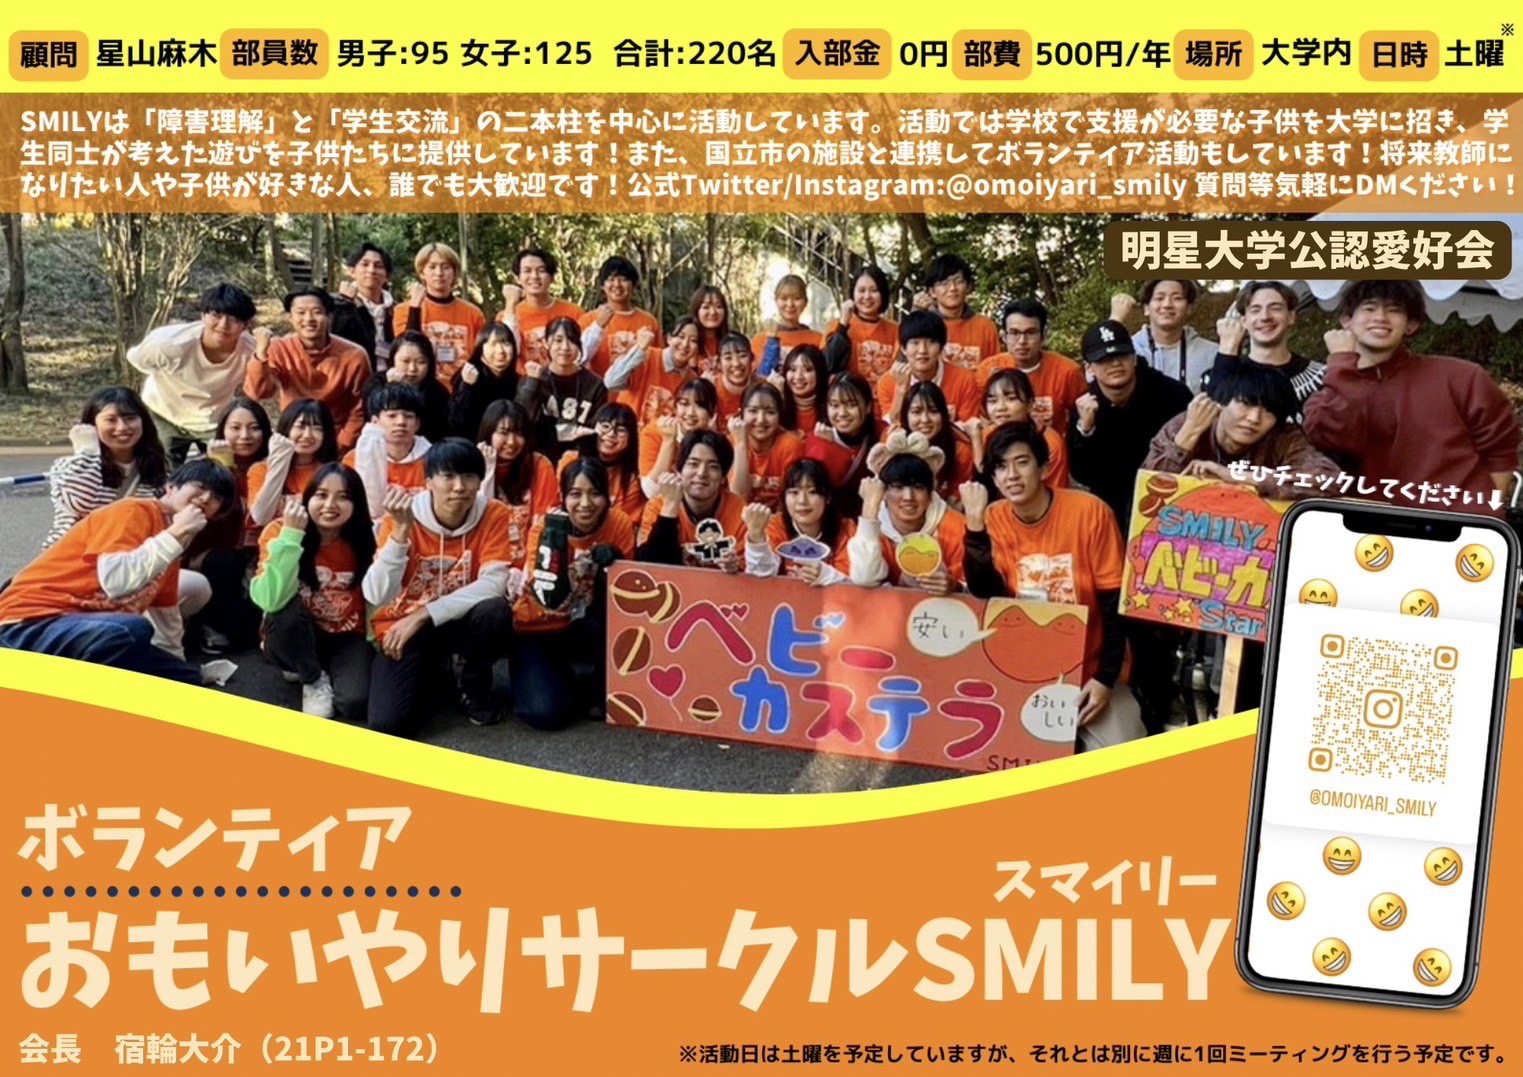 顧問 星山麻木 部員数 男子:95 女子:125 合計:220名 入部金 0円 部費 500円/年 場所 大学内 日時 土曜※
SMILYは「障害理解」と「学生交流」の二本柱を中心に活動しています。活動では学校で支援が必要な子供を大学に招き、学
生同士が考えた遊びを子供たちに提供しています！また、国立市の施設と連携してボランティア活動もしています！将来教師に
なりたい人や子供が好きな人、誰でも大歓迎です！公式Twitter/Instagram:@omoiyari_smily 質問等気軽にDMください！
明星大学公認愛好会
LA
ぜひチェックしてください⬇
SMILY
ベビーカ
Star
ベビー
カステラ
安い
おい
しい
@OMOIYARI_SMILY
ボランティア
スマイリー
おもいやりサークルSMILY
会長 宿輪大介（21P1-172）
※活動日は土曜を予定していますが、それとは別に週に1回ミーティングを行う予定です。